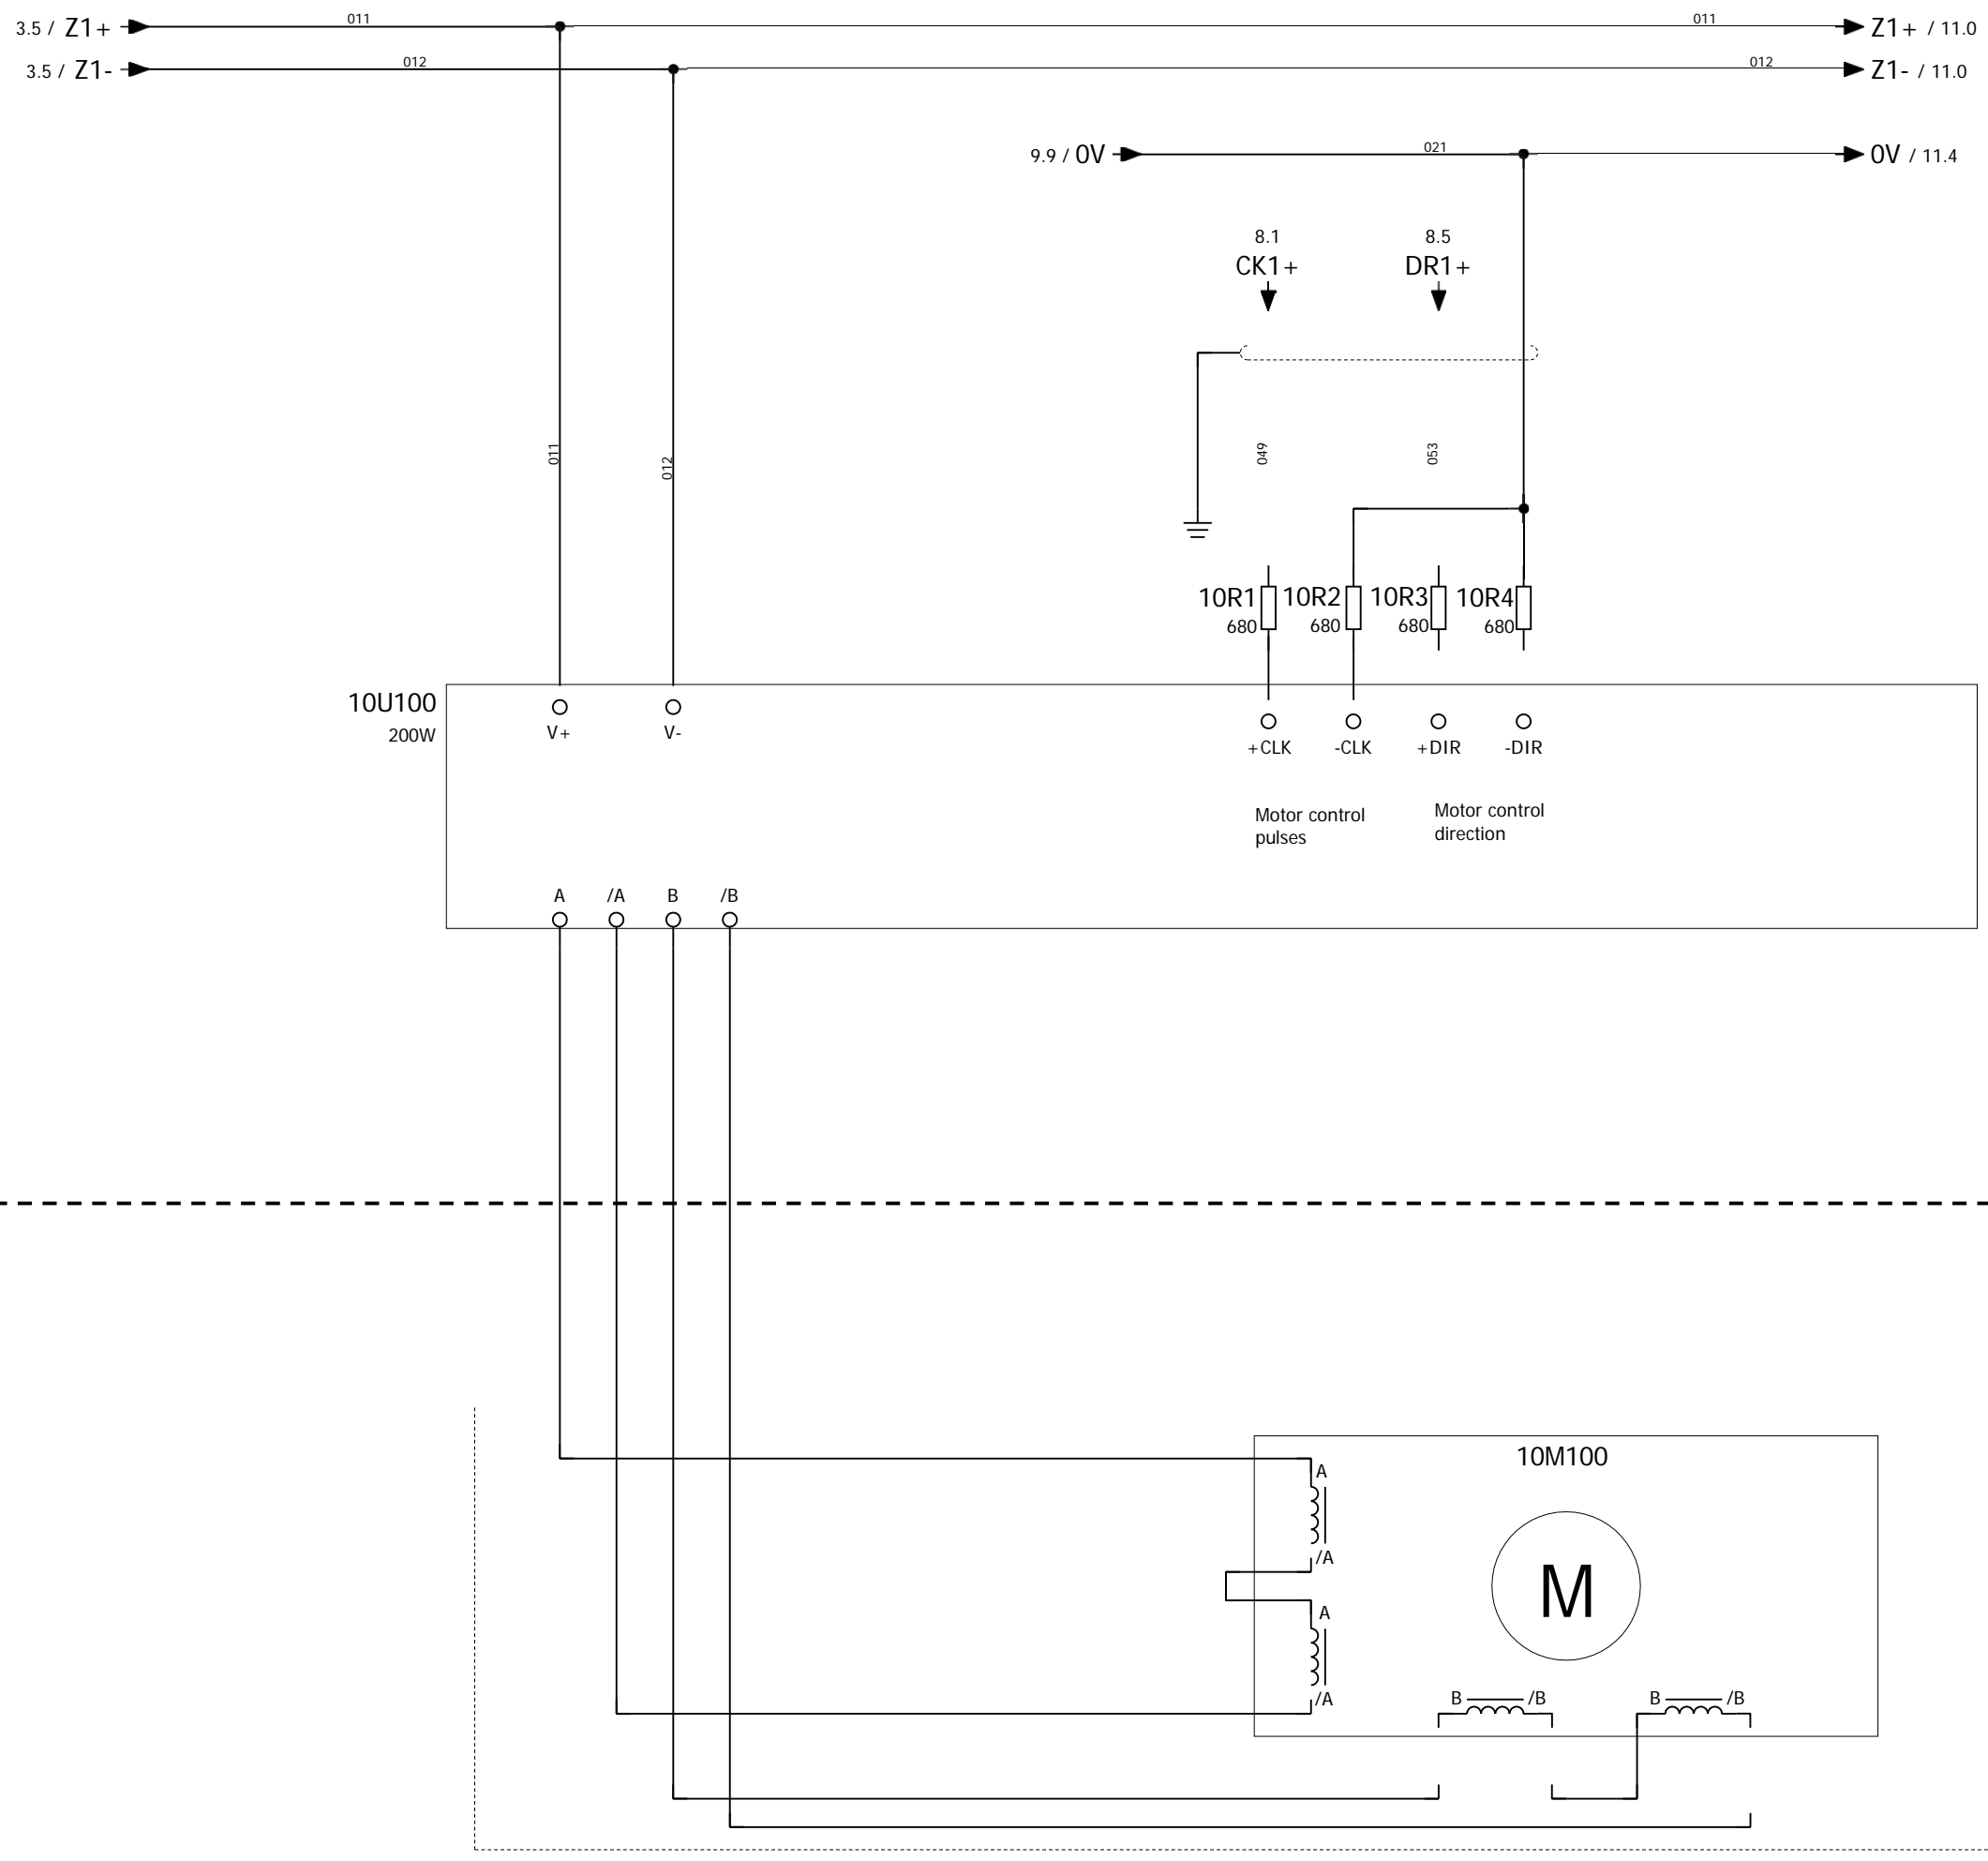 3.5 / Z1+ 011 011 Z1+ / 11.0
3.5 / Z1- 012 012 Z1- / 11.0
9.9 / 0V 021 0V / 11.4
8.1 8.5
CK1+ DR1+
011 012 049 053
10R1 10R2 10R3 10R4
680 680 680 680
10U100
200W
V+ V- +CLK -CLK +DIR -DIR
Motor control
pulses
Motor control
direction
A /A B /B
10M100
A
/A
M
A
/A
B /B B /B